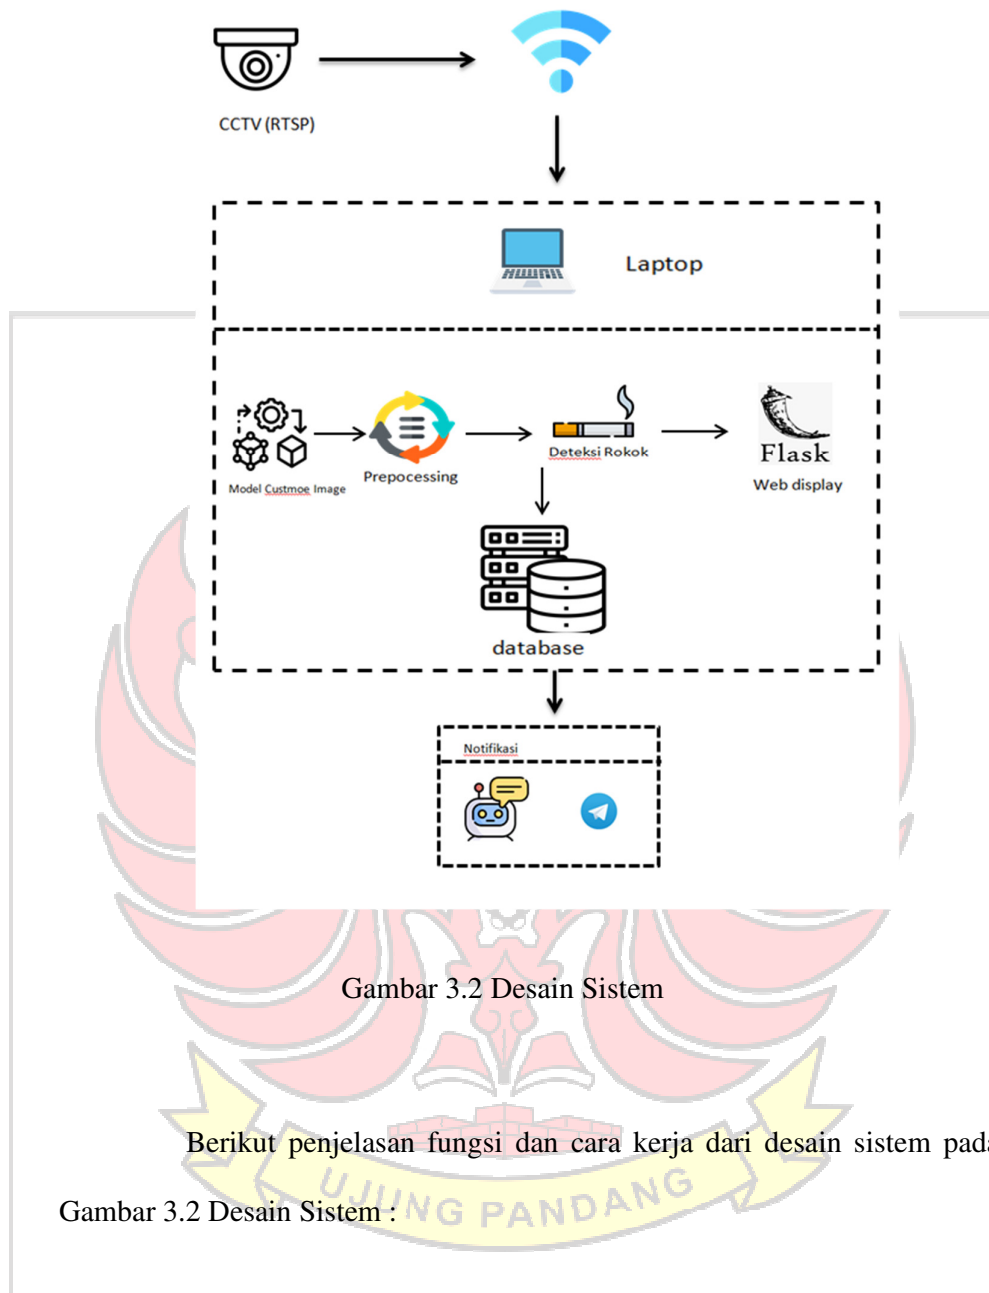 CCTV (RTSP)
Laptop
Model Custmoe Image
Prepocessing
Deteksi Rokok
Flask
Web display
database
Notifikasi
Gambar 3.2 Desain Sistem
Berikut penjelasan fungsi dan cara kerja dari desain sistem pada
Gambar 3.2 Desain Sistem :
UJUNG PANDANG